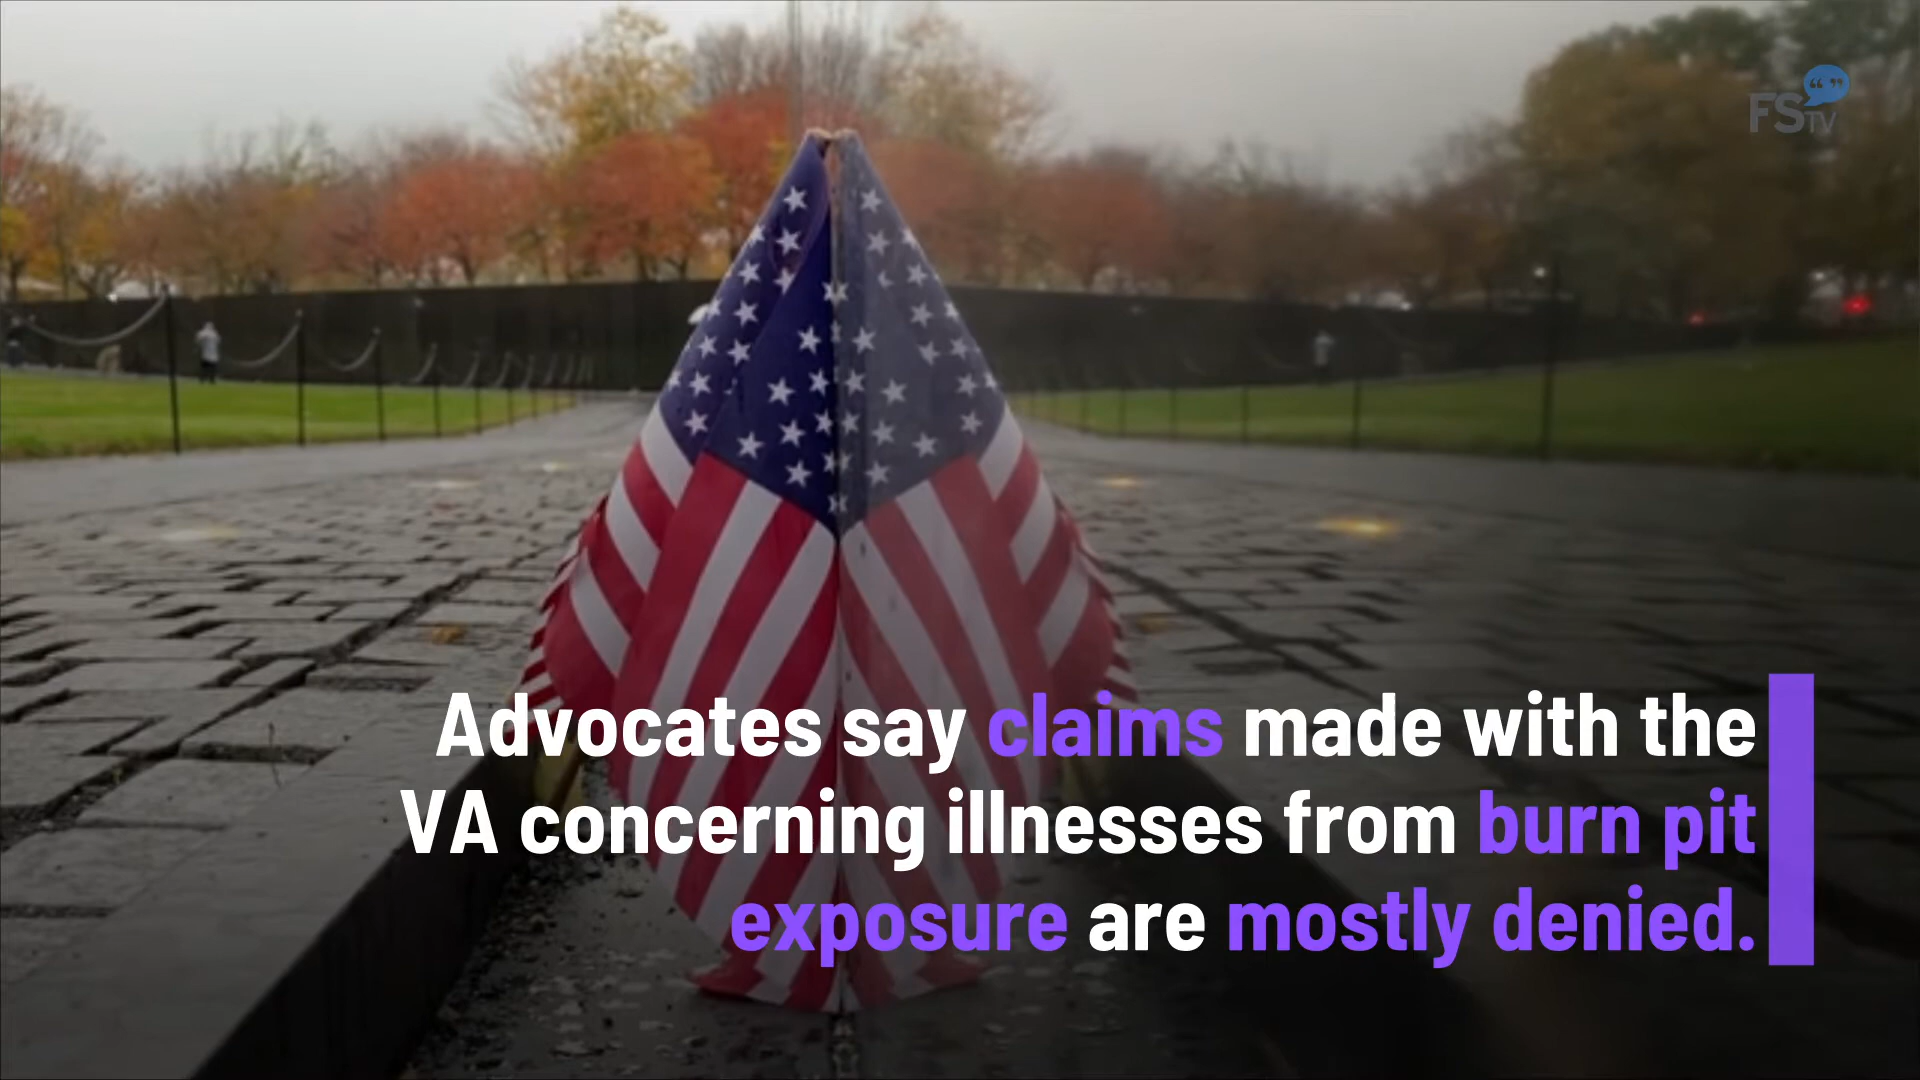 “ ”
FSTV
Advocates say claims made with the
VA concerning illnesses from burn pit
exposure are mostly denied.